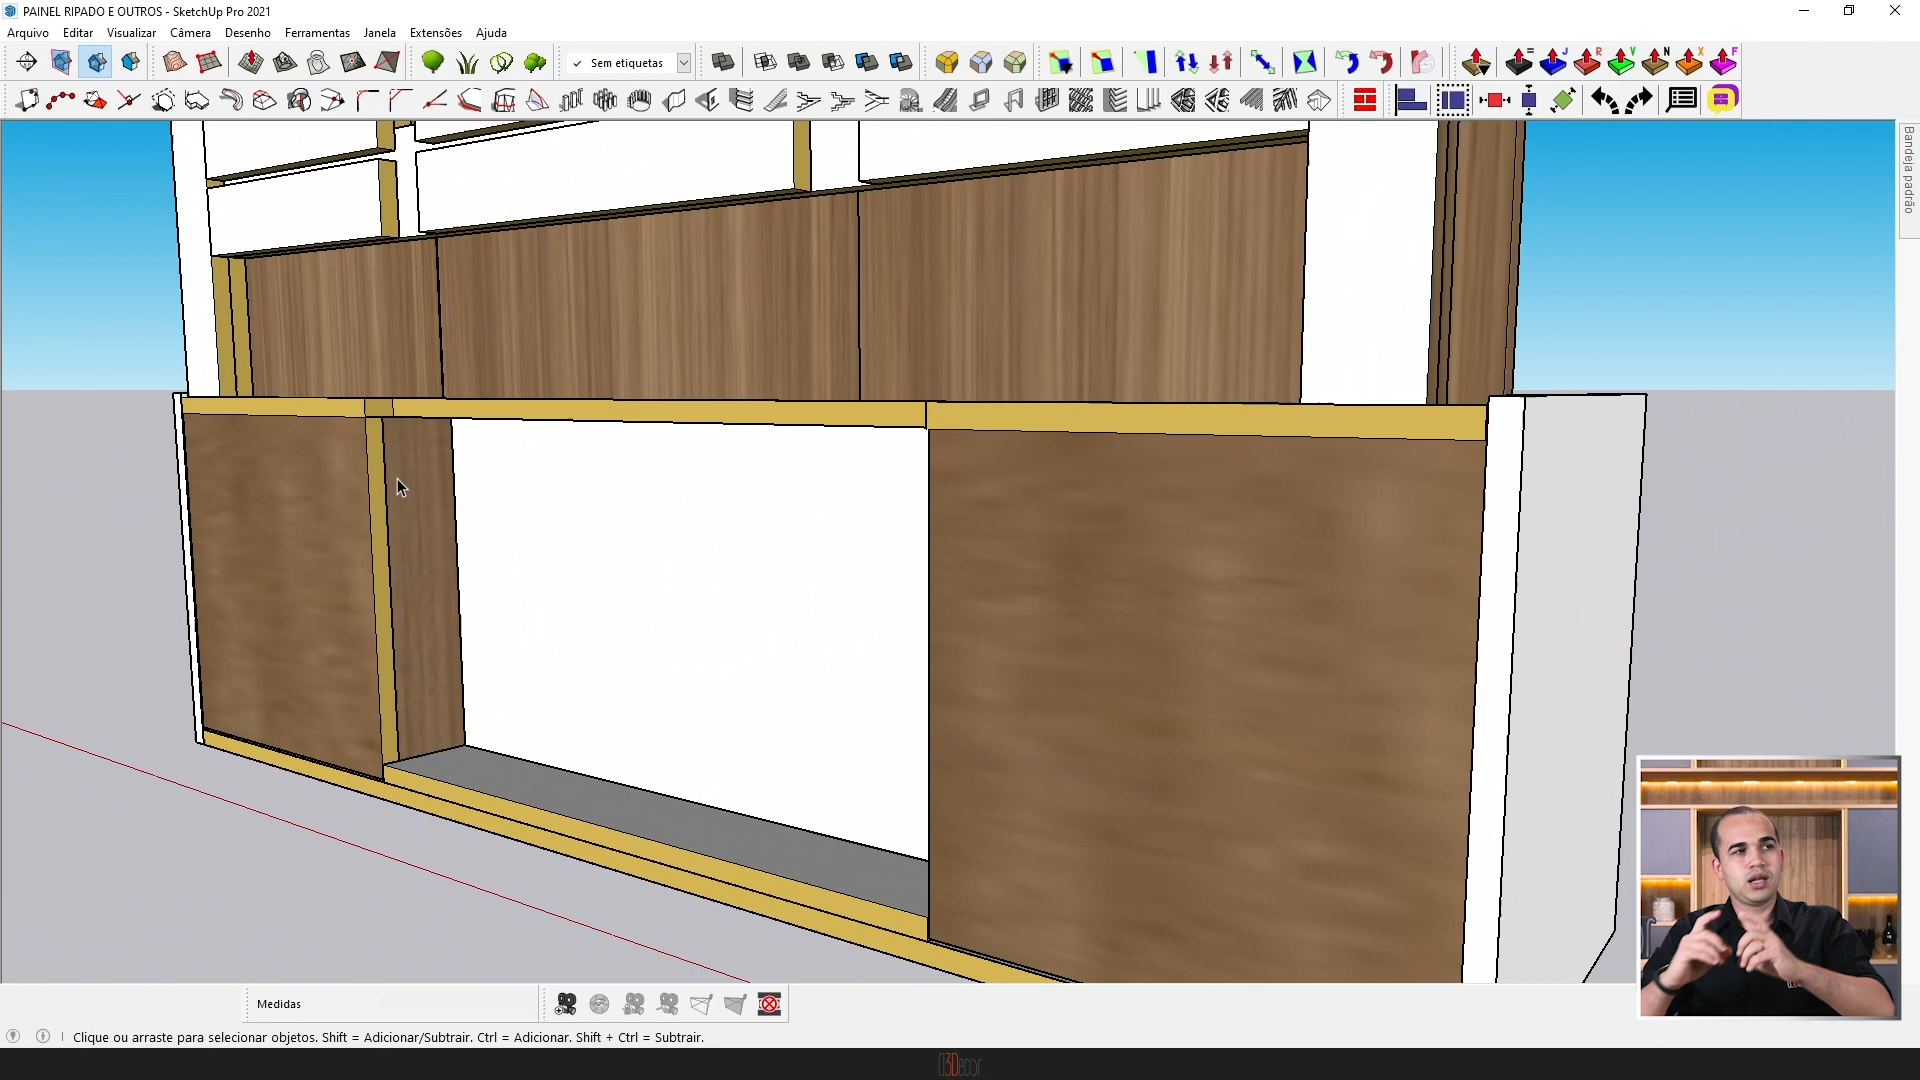 PAINEL RIPADO E OUTROS - SketchUp Pro 2021
Arquivo Editar Visualizar Câmera Desenho Ferramentas Janela Extensões Ajuda
Sem etiquetas
= J R V N X F
Bandeja padrão
Medidas
Clique ou arraste para selecionar objetos. Shift = Adicionar/Subtrair. Ctrl = Adicionar. Shift + Ctrl = Subtrair.
a3Decor